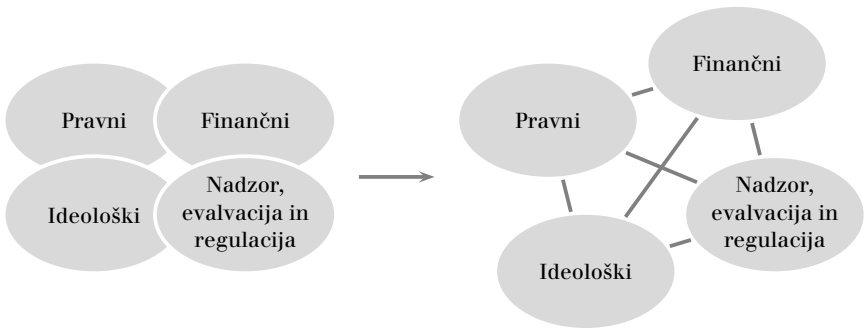 Pravni
Finančni
Ideološki
Nadzor,
evalvacija in
regulacija
Finančni
Pravni
Nadzor,
evalvacija in
regulacija
Ideološki